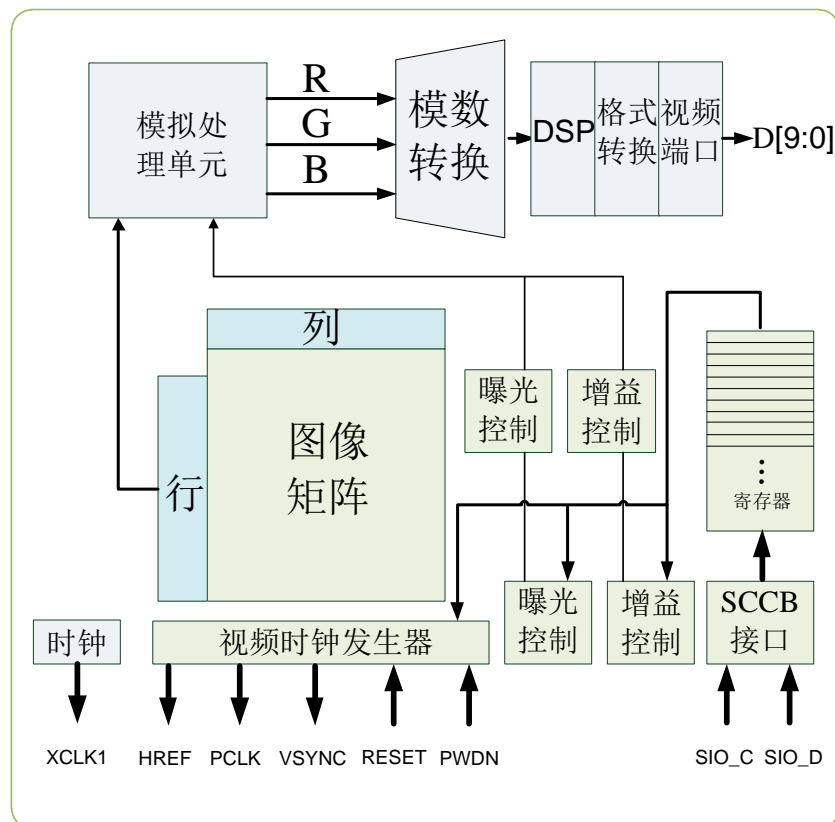 模拟处
理单元
R
G
B
模数
转换
DSP
格式
转换
视频
端口
D[9:0]
列
行
图像
矩阵
曝光
控制
增益
控制
⋮
寄存器
曝光
控制
增益
控制
SCCB
接口
时钟
视频时钟发生器
XCLK1
HREF
PCLK
VSYNC
RESET
PWDN
SIO_C
SIO_D